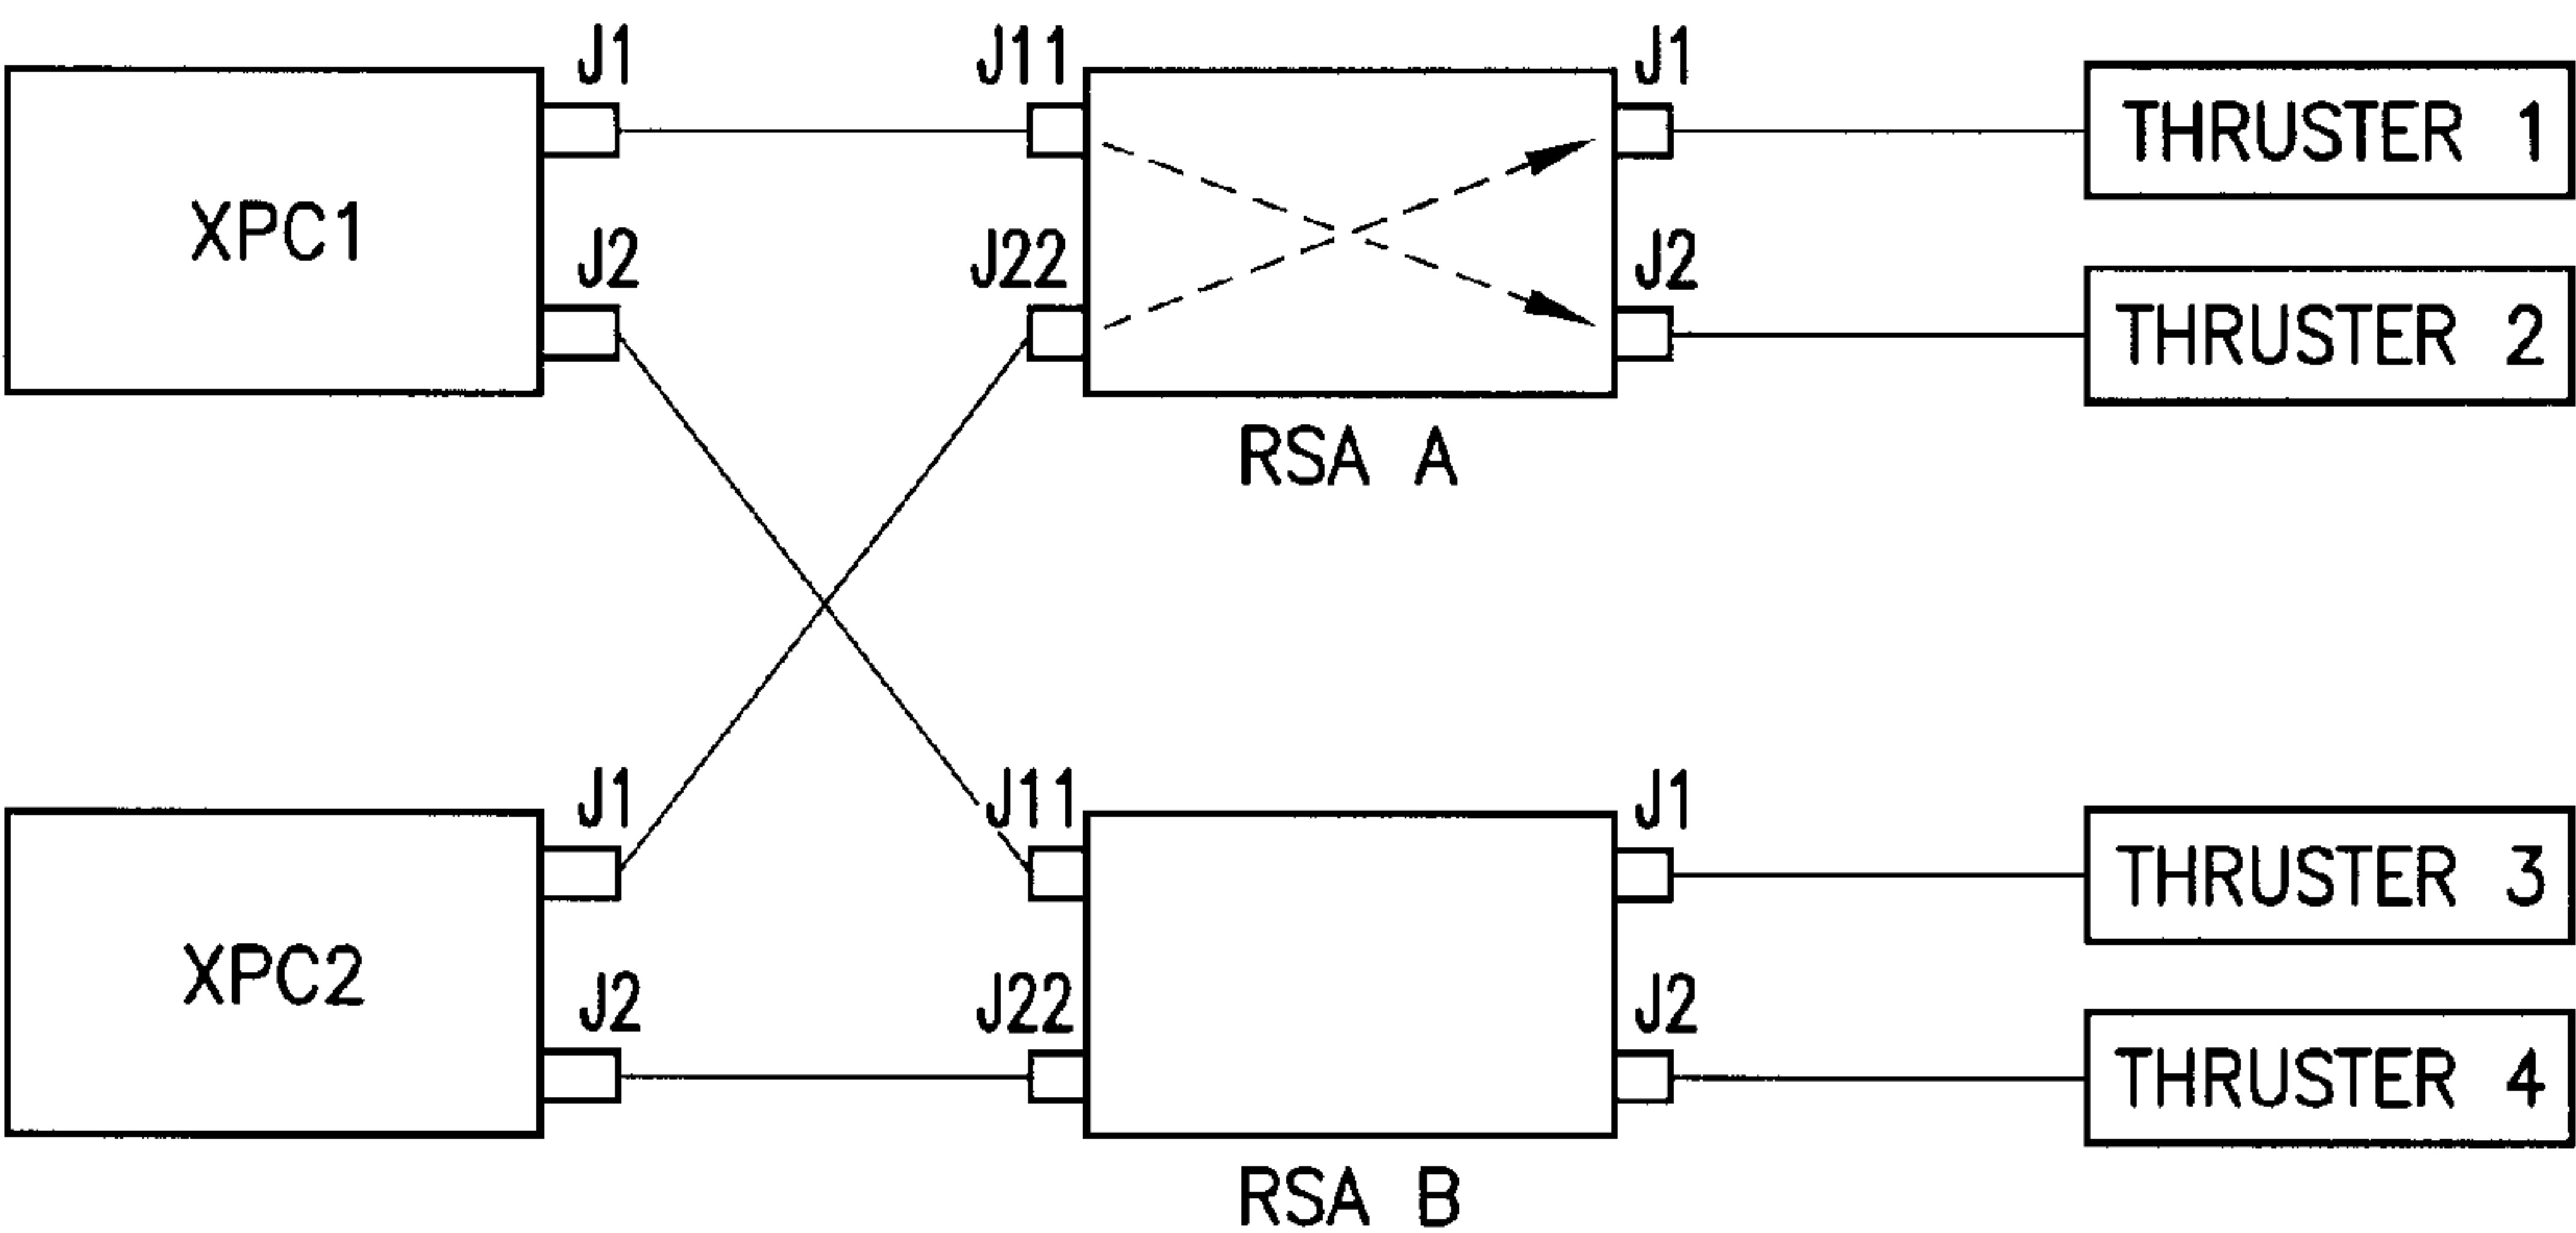 J1
J11
J1
THRUSTER 1
XPC1
J2
J22
J2
THRUSTER 2
RSA A
J1
J11
J1
THRUSTER 3
XPC2
J2
J22
J2
THRUSTER 4
RSA B